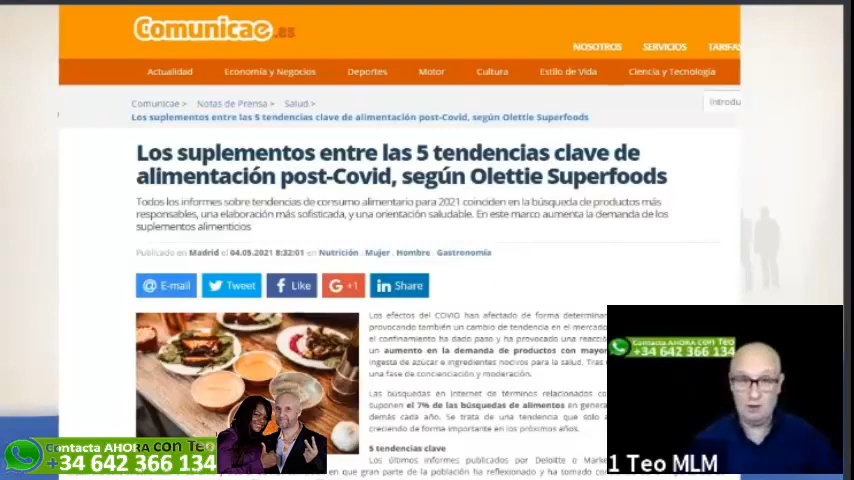 Comunicae.es
NOSOTROS SERVICIOS TARIFAS
Actualidad Economía y Negocios Deportes Motor Cultura Estilo de Vida Ciencia y Tecnología
Comunicae > Notas de Prensa > Salud >
Introdu
Los suplementos entre las 5 tendencias clave de alimentación post-Covid, según Olettie Superfoods
Los suplementos entre las 5 tendencias clave de
alimentación post-Covid, según Olettie Superfoods
Todos los informes sobre tendencias de consumo alimentario para 2021 coinciden en la búsqueda de productos más
responsables, una elaboración más sofisticada, y una orientación saludable. En este marco aumenta la demanda de los
suplementos alimenticios
Publicado en Madrid el 04.05.2021 8:32:01 en Nutrición, Mujer, Hombre, Gastronomía
E-mail Tweet Like G +1 in Share
Los efectos del COVID han afectado de forma determinan
provocando también un cambio de tendencia en el mercado
el confinamiento ha dado paso y ha provocado una reacció
un aumento en la demanda de productos con mayor
ingesta de azúcar e ingredientes nocivos para la salud. Tras
una fase de concienciación y moderación.
Las búsquedas en internet de términos relacionados c
suponen el 7% de las búsquedas de alimentos en genera
demás cada año. Se trata de una tendencia que solo a
creciendo de forma importante en los próximos años.
5 tendencias clave
Los últimos informes publicados por Deloitte o Marke
en que gran parte de la población ha reflexionado y ha tomado con
Contacta AHORA con Teo
+34 642 366 134
Contacta AHORA con Teo
+34 642 366 134
1 Teo MLM